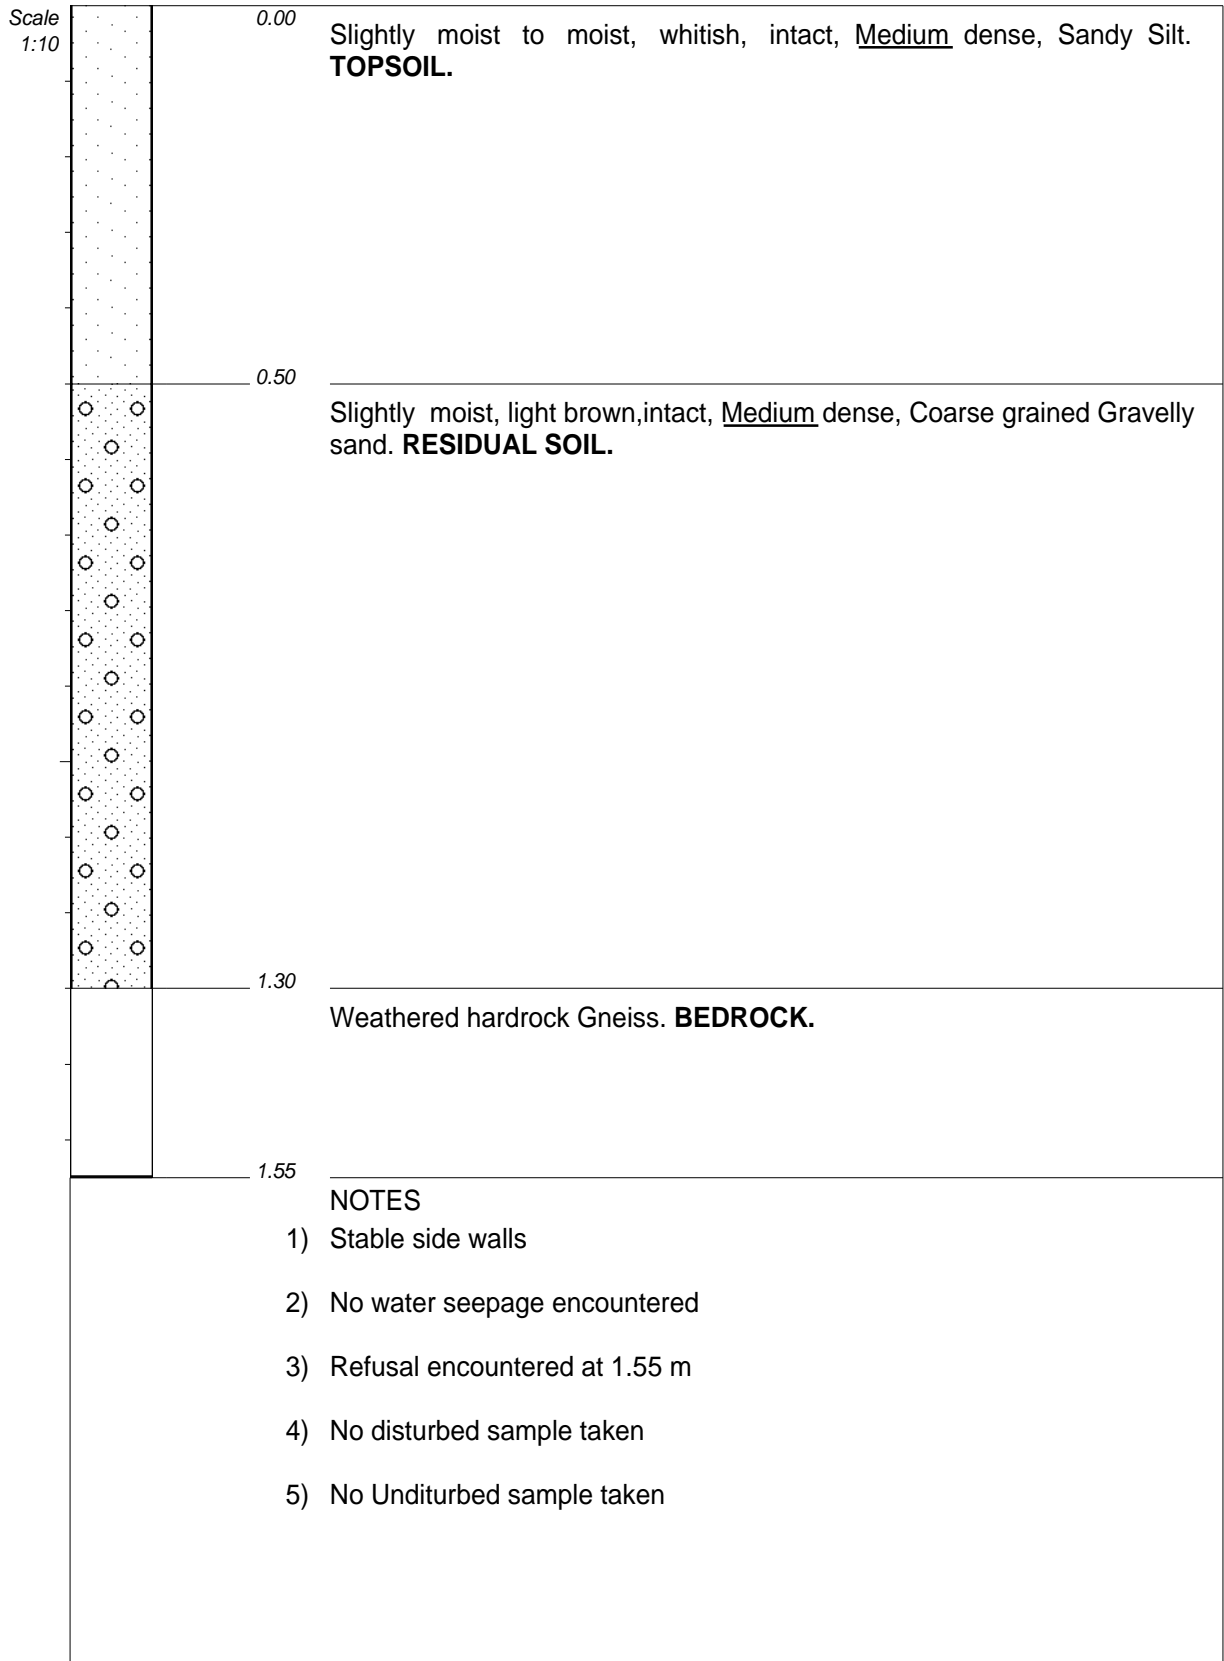 Scale
1:10
0.00
Slightly moist to moist, whitish, intact, Medium dense, Sandy Silt.
TOPSOIL.
0.50
Slightly moist, light brown,intact, Medium dense, Coarse grained Gravelly
sand. RESIDUAL SOIL.
1.30
Weathered hardrock Gneiss. BEDROCK.
1.55
NOTES
1) Stable side walls
2) No water seepage encountered
3) Refusal encountered at 1.55 m
4) No disturbed sample taken
5) No Unditurbed sample taken